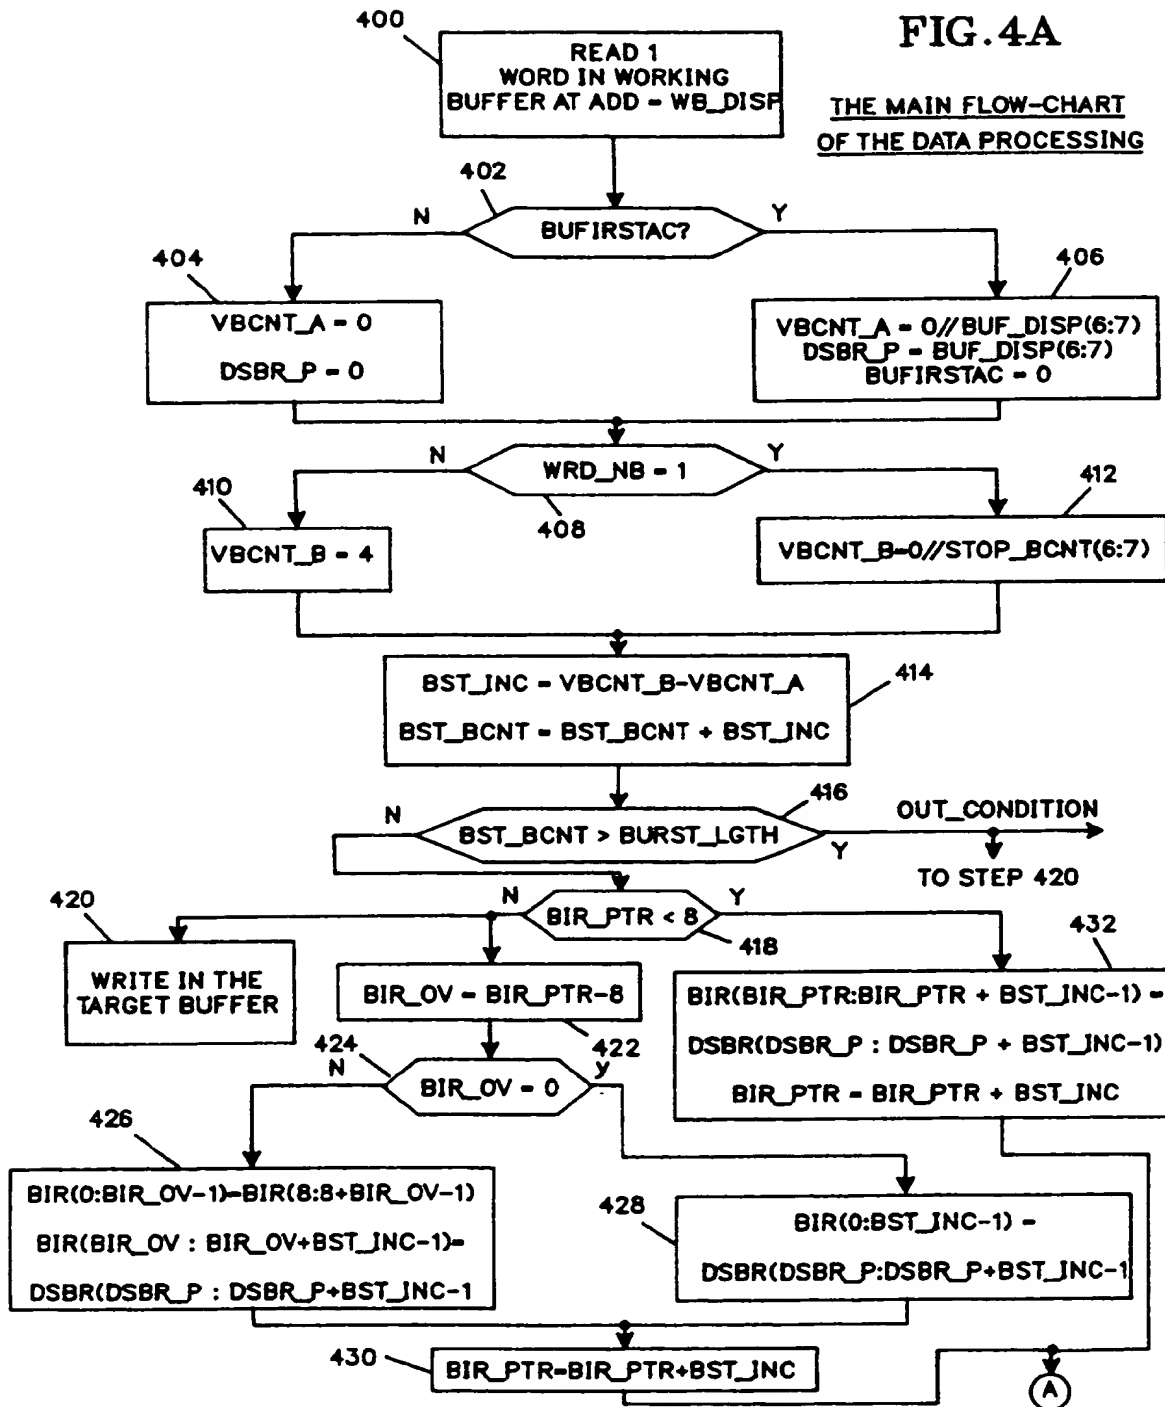 FIG.4A
THE MAIN FLOW-CHART
OF THE DATA PROCESSING
400
READ 1
WORD IN WORKING
BUFFER AT ADD = WB_DISP
402
N
BUFIRSTAC?
Y
404
VBCNT_A = 0
DSBR_P = 0
406
VBCNT_A = 0//BUF_DISP(6:7)
DSBR_P = BUF_DISP(6:7)
BUFIRSTAC = 0
N
WRD_NB = 1
Y
408
410
VBCNT_B = 4
412
VBCNT_B=0//STOP_BCNT(6:7)
BST_INC = VBCNT_B-VBCNT_A
BST_BCNT = BST_BCNT + BST_INC
414
N
BST_BCNT > BURST_LGTH
416
Y
OUT_CONDITION
TO STEP 420
N
BIR_PTR < 8
Y
418
420
WRITE IN THE
TARGET BUFFER
BIR_OV = BIR_PTR-8
422
432
BIR(BIR_PTR:BIR_PTR + BST_INC-1) =
DSBR(DSBR_P : DSBR_P + BST_INC-1)
BIR_PTR = BIR_PTR + BST_INC
424
N
BIR_OV = 0
y
426
BIR(0:BIR_OV-1)=BIR(8:8+BIR_OV-1)
BIR(BIR_OV : BIR_OV+BST_INC-1)=
DSBR(DSBR_P : DSBR_P+BST_INC-1
428
BIR(0:BST_INC-1) =
DSBR(DSBR_P:DSBR_P+BST_INC-1
430
BIR_PTR=BIR_PTR+BST_INC
A